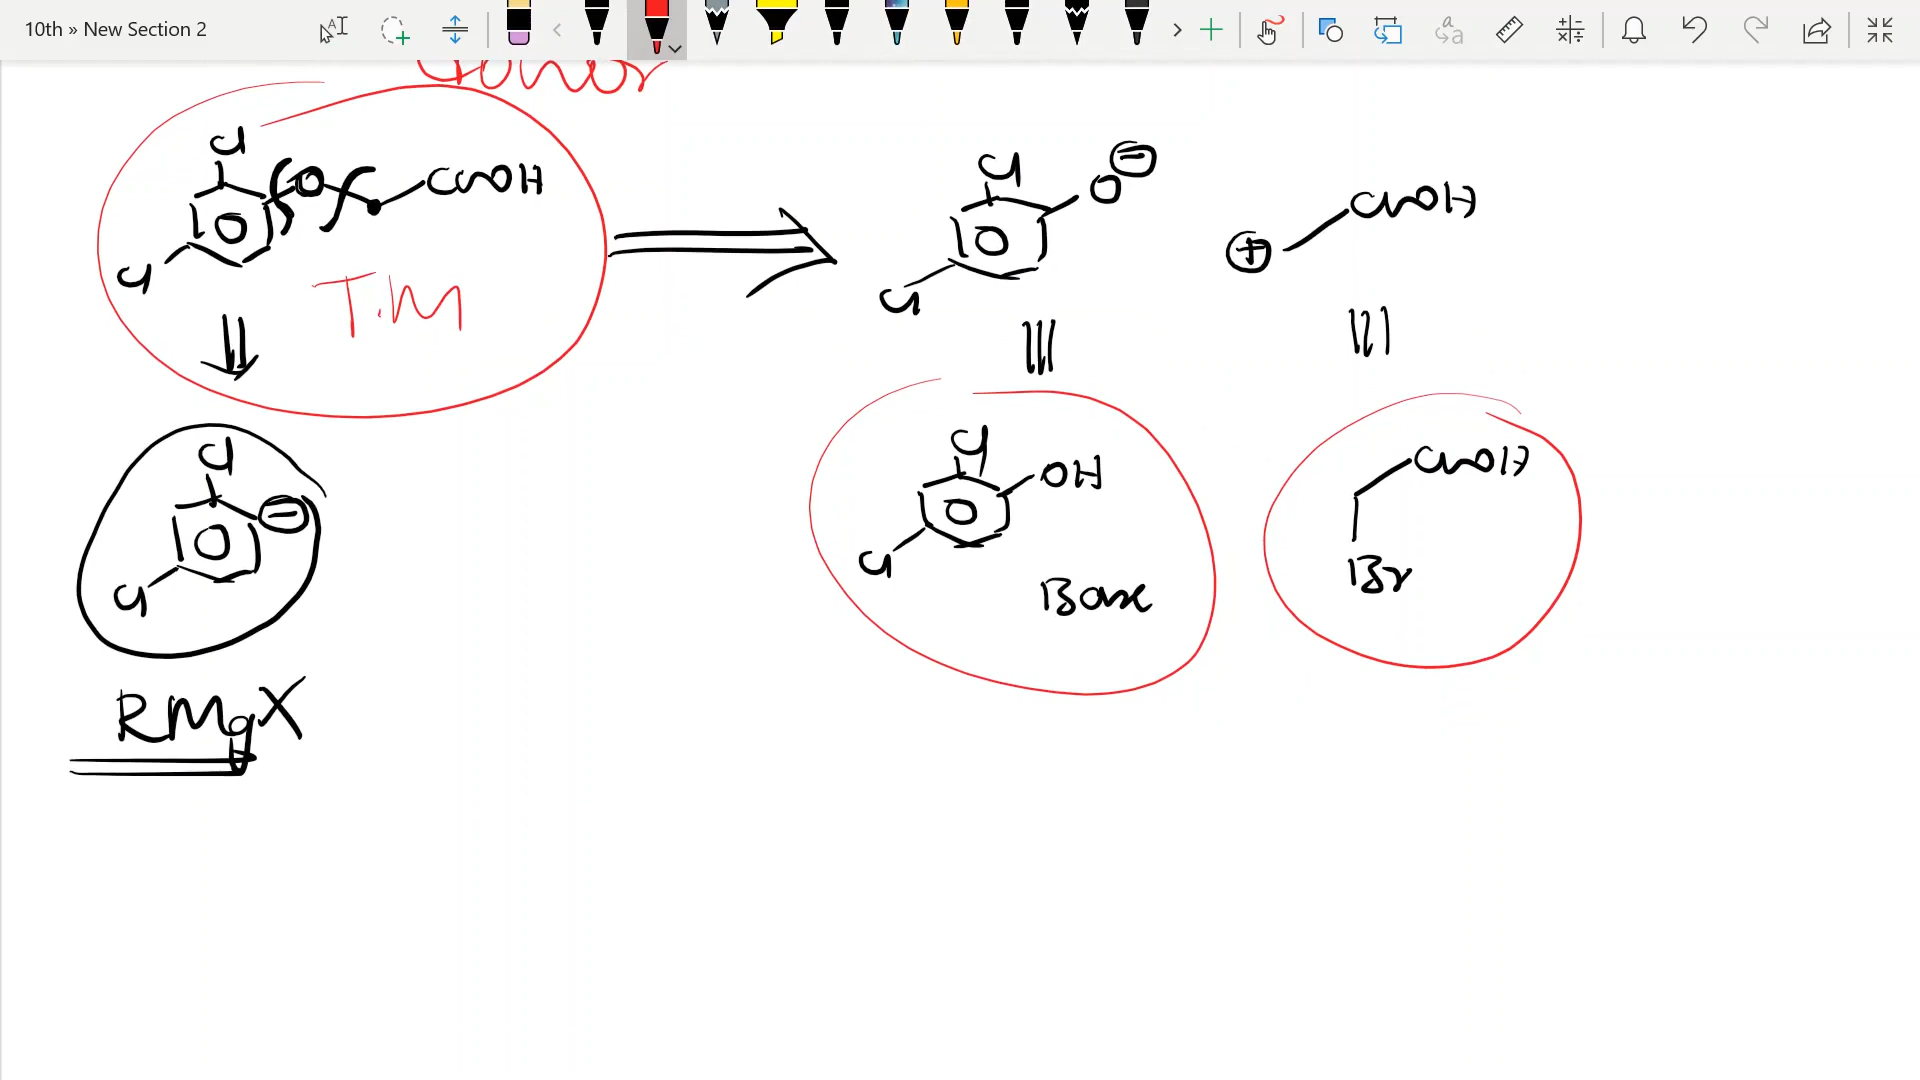 10th » New Section 2
donor
Cl
O
COOH
Cl
T.M
Cl
O
⊖
Cl
⊕
COOH
Cl
⊖
Cl
RMgX
Cl
OH
Cl
Base
COOH
Br